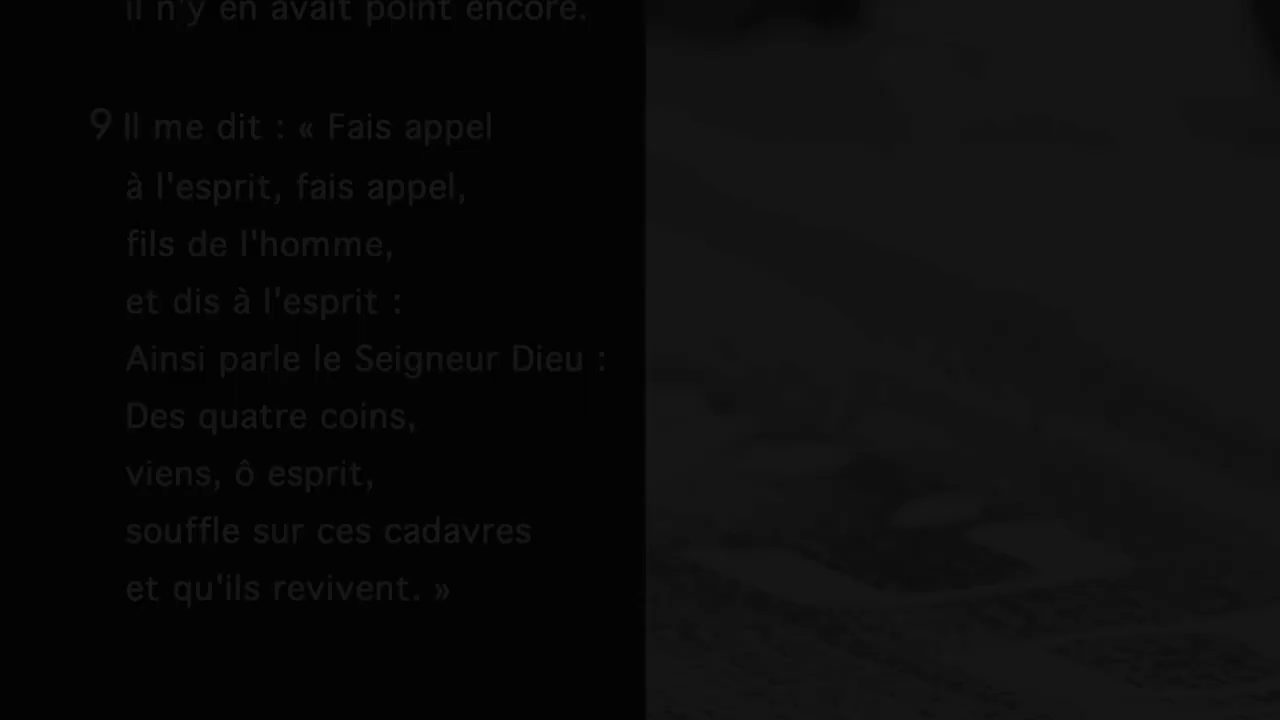 il n'y en avait point encore.
9 Il me dit : « Fais appel
à l'esprit, fais appel,
fils de l'homme,
et dis à l'esprit :
Ainsi parle le Seigneur Dieu :
Des quatre coins,
viens, ô esprit,
souffle sur ces cadavres
et qu'ils revivent. »